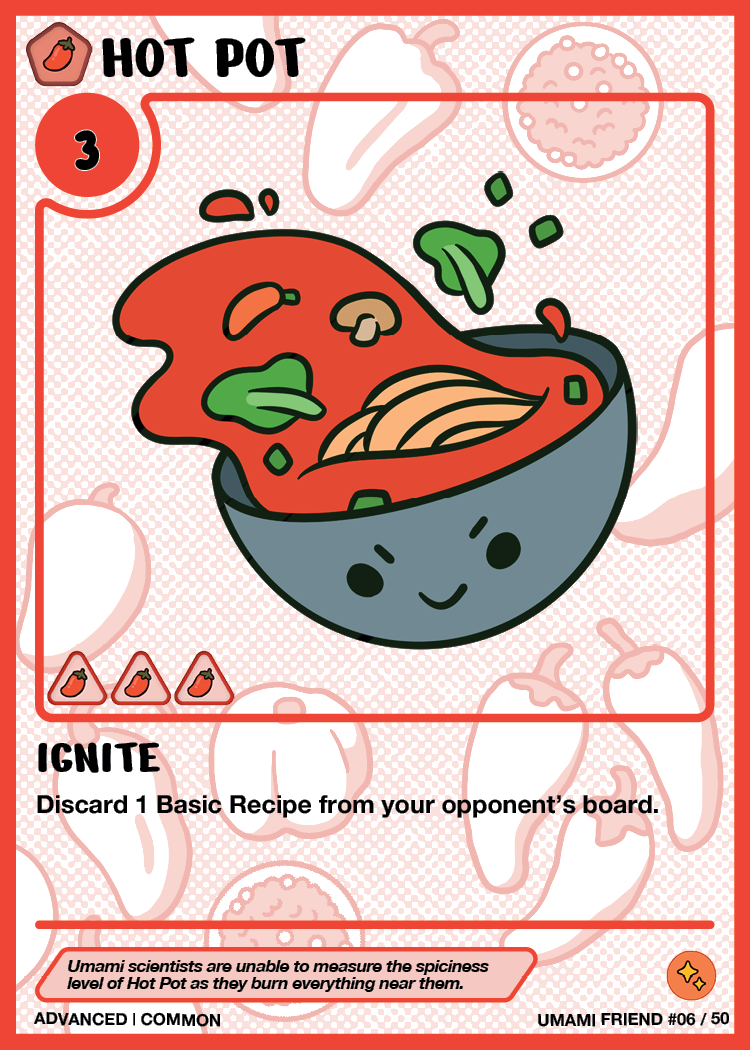 HOT POT
3
IGNITE
Discard 1 Basic Recipe from your opponent's board.
Umami scientists are unable to measure the spiciness
level of Hot Pot as they burn everything near them.
ADVANCED | COMMON
UMAMI FRIEND #06 / 50